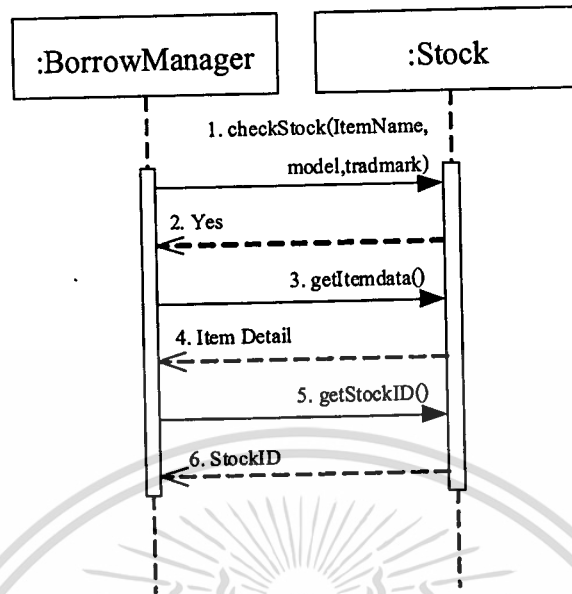 :BorrowManager
:Stock
1. checkStock(ItemName,
model,tradmark)
2. Yes
3. getItemdata()
4. Item Detail
5. getStockID()
6. StockID